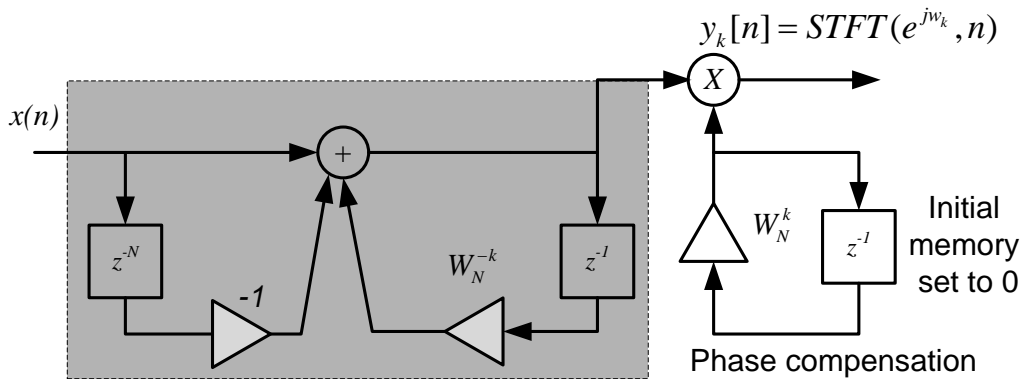 y_k[n] = STFT(e^{jw_k}, n)
x(n)
X
+
z^{-N}
-1
W_N^{-k}
z^{-1}
W_N^k
z^{-1}
Initial
memory
set to 0
Phase compensation